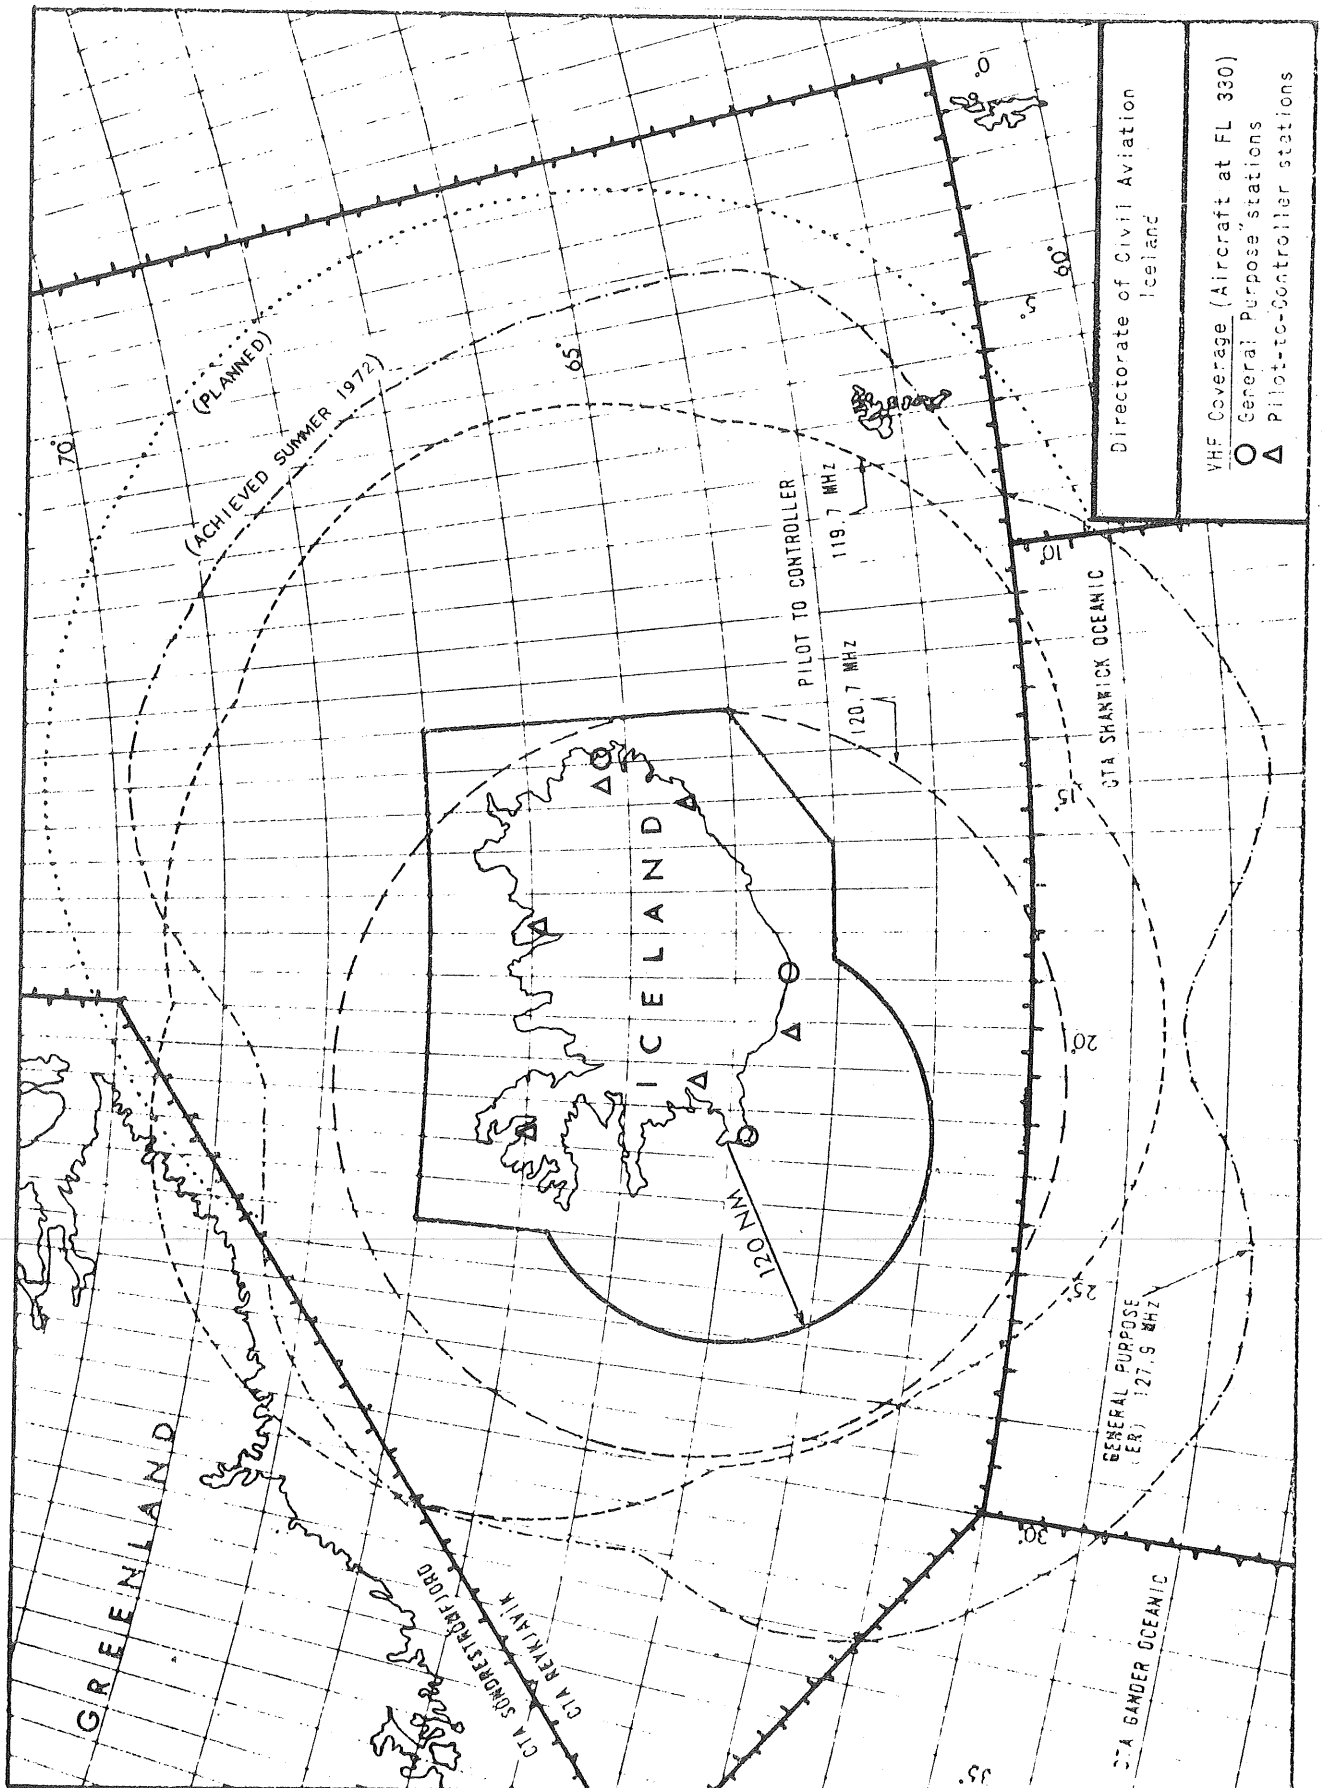 Directorate of Civil Aviation
Iceland
VHF Coverage (Aircraft at FL 330)
General Purpose" stations
Pilot-to-Controller stations
GREENLAND
ICELAND
(PLANNED)
(ACHIEVED SUMMER 1972)
PILOT TO CONTROLLER
119.7 MHZ
120.7 MHZ
120 NM
GENERAL PURPOSE
(ER) 127.9 MHZ
CTA SONDRESTRØMFJORD
CTA REYKJAVIK
CTA SHANWICK OCEANIC
CTA GANDER OCEANIC
70°
65°
60°
0°
5°
10°
15°
20°
25°
30°
35°